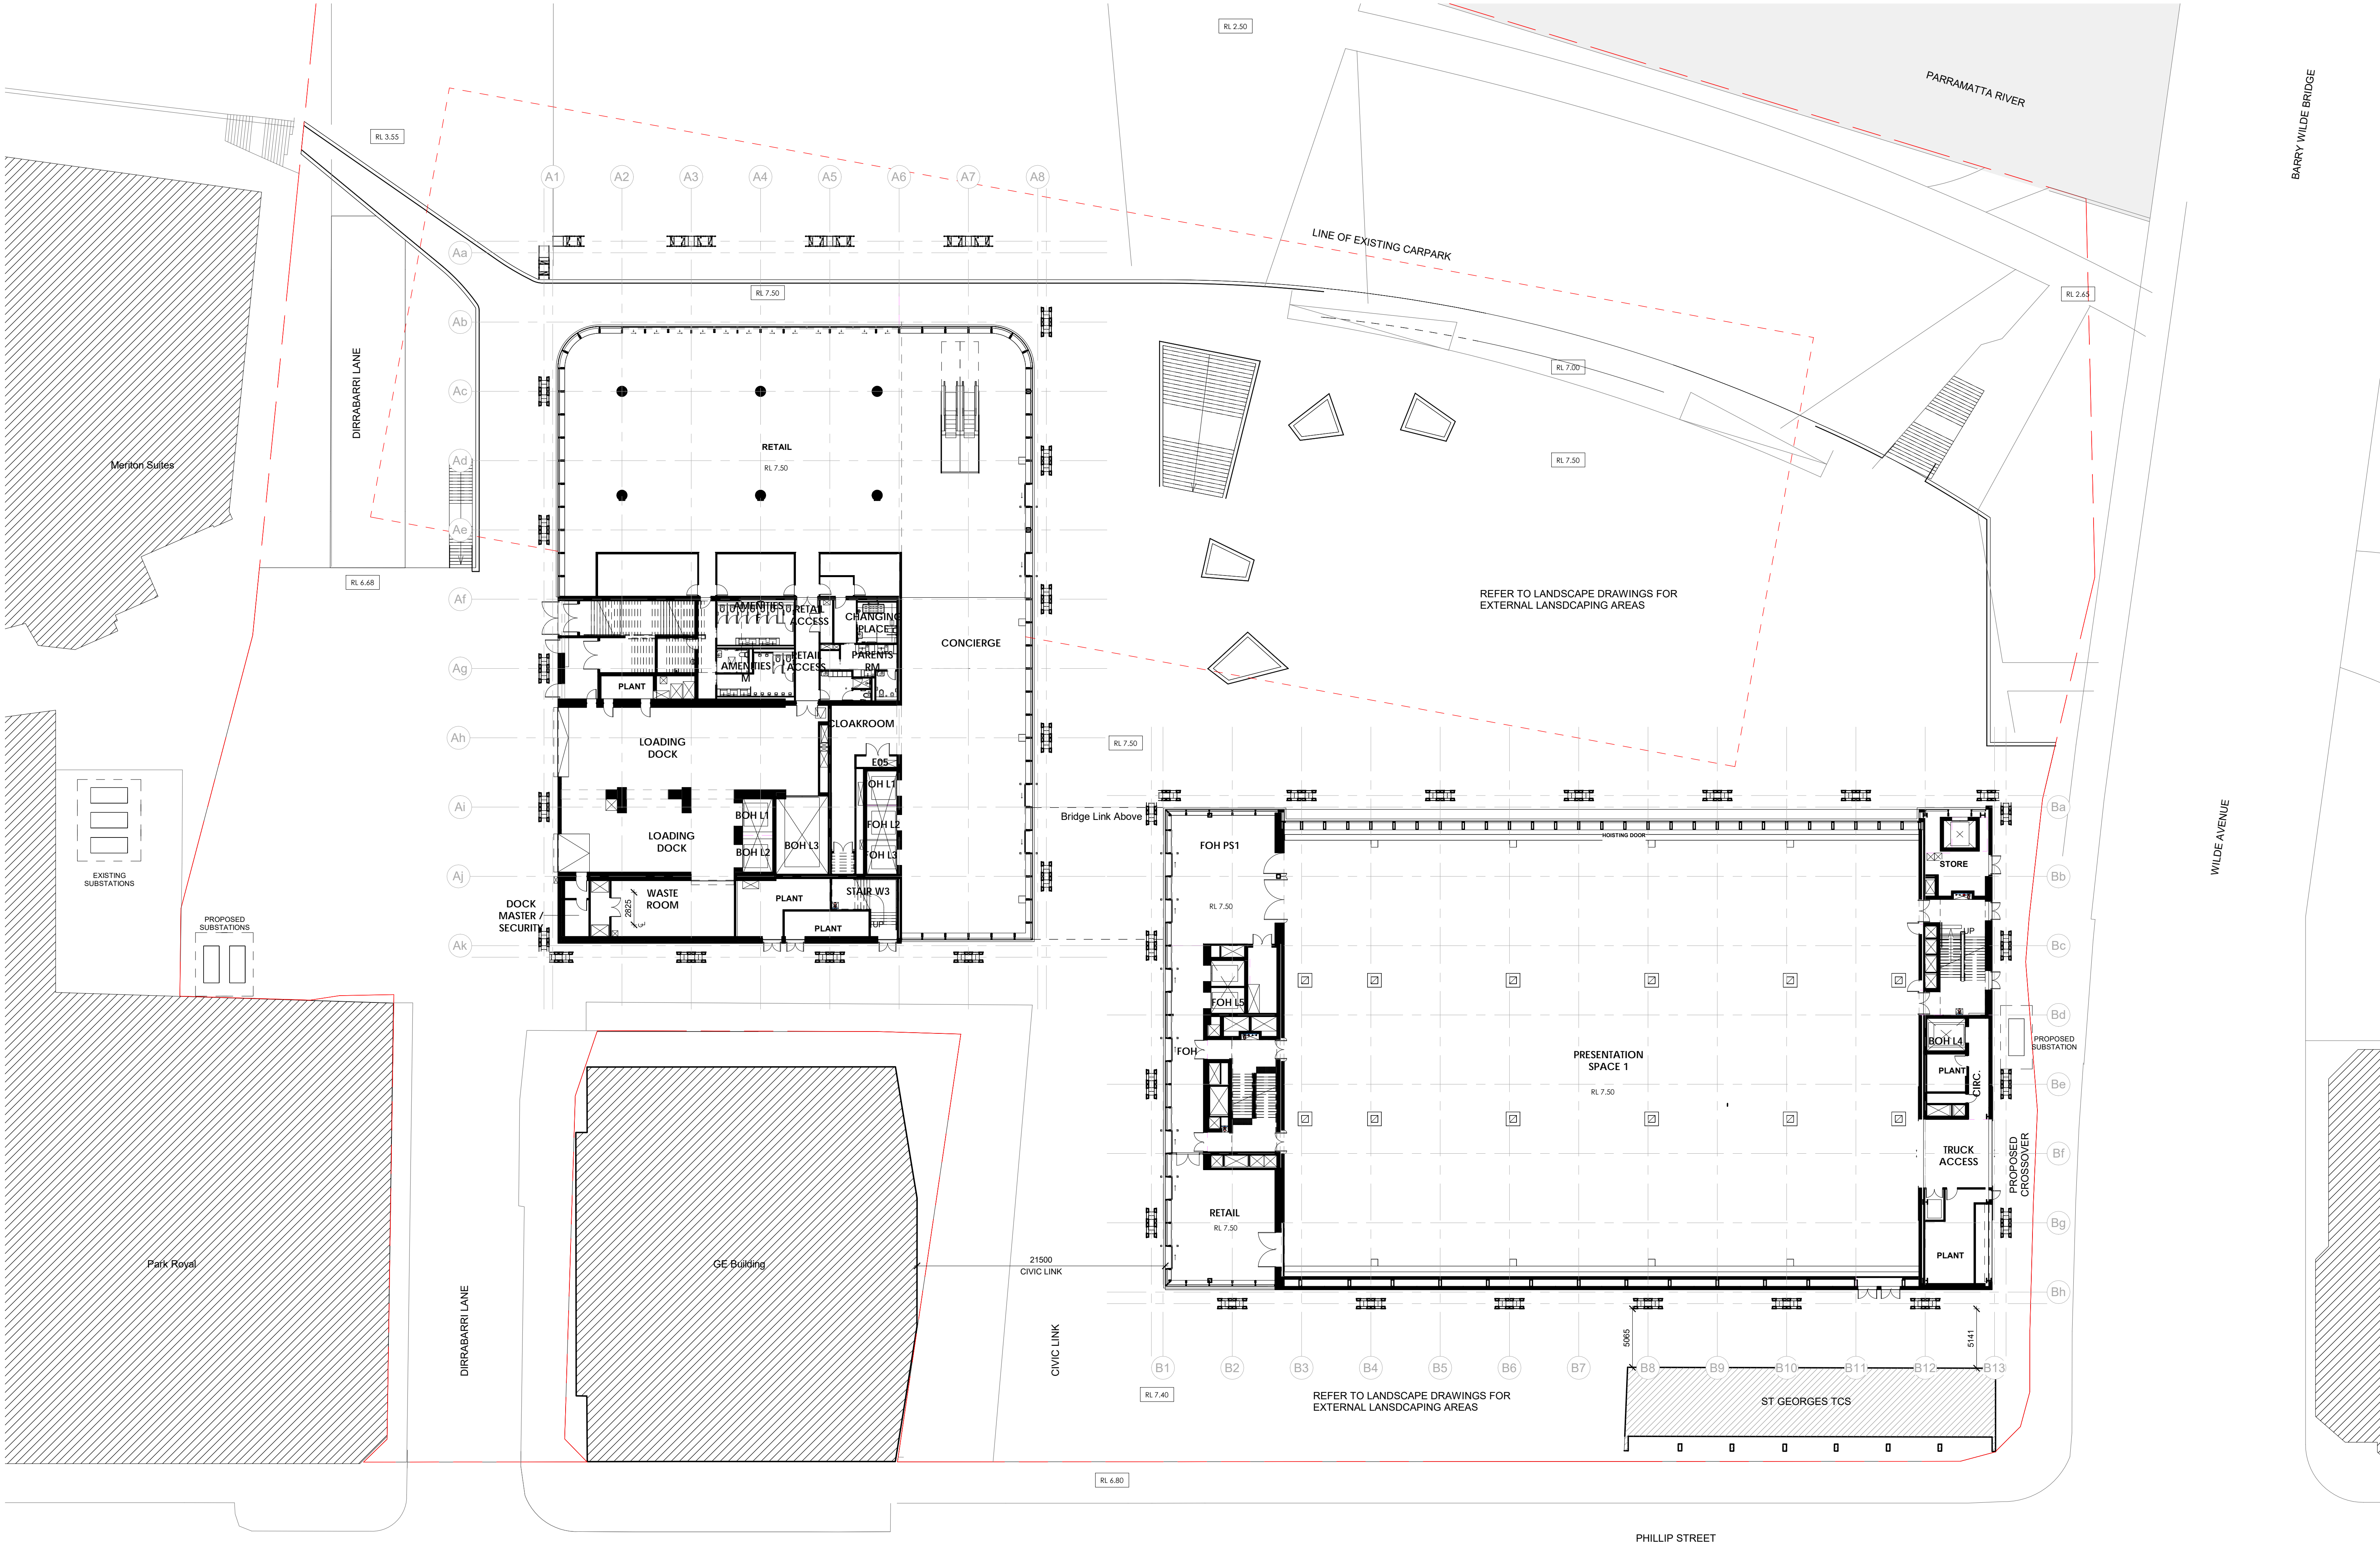 RL 2.50
PARRAMATTA RIVER
BARRY WILDE BRIDGE
RL 3.55
A1
A2
A3
A4
A5
A6
A7
A8
LINE OF EXISTING CARPARK
Aa
RL 7.50
RL 2.65
Ab
DIRRABARRI LANE
RL 7.00
Ac
RETAIL
RL 7.50
Meriton Suites
Ad
RL 7.50
Ae
RL 6.68
REFER TO LANDSCAPE DRAWINGS FOR
EXTERNAL LANSDCAPING AREAS
Af
AMENITIES
F
RETAIL
ACCESS
CHANGING
PLACE
CONCIERGE
Ag
AMENITIES
M
RETAIL
ACCESS
PARENTS
RM
PLANT
CLOAKROOM
Ah
LOADING
DOCK
RL 7.50
E05
FOH L1
Ai
BOH L1
FOH L2
Bridge Link Above
Ba
LOADING
DOCK
BOH L2
BOH L3
FOH L3
FOH PS1
HOISTING DOOR
WILDE AVENUE
STORE
EXISTING
SUBSTATIONS
Aj
Bb
WASTE
ROOM
PLANT
STAIR W3
DOCK
MASTER /
SECURITY
2825
RL 7.50
PROPOSED
SUBSTATIONS
PLANT
UP
UP
Ak
Bc
FOH L5
Bd
BOH L4
PROPOSED
SUBSTATION
FOH
PRESENTATION
SPACE 1
RL 7.50
PLANT
CIRC.
Be
TRUCK
ACCESS
PROPOSED
CROSSOVER
Bf
RETAIL
RL 7.50
Bg
PLANT
Park Royal
GE Building
21500
CIVIC LINK
Bh
DIRRABARRI LANE
CIVIC LINK
5065
5141
B1
B2
B3
B4
B5
B6
B7
B8
B9
B10
B11
B12
B13
RL 7.40
REFER TO LANDSCAPE DRAWINGS FOR
EXTERNAL LANSDCAPING AREAS
ST GEORGES TCS
RL 6.80
PHILLIP STREET